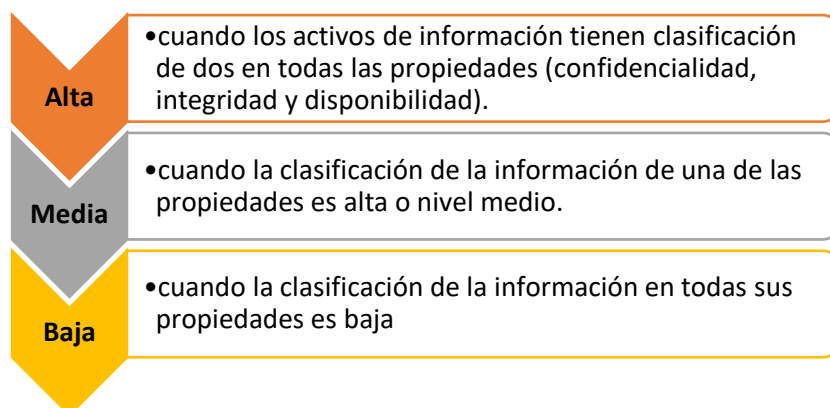 Alta
•cuando los activos de información tienen clasificación
de dos en todas las propiedades (confidencialidad,
integridad y disponibilidad).
Media
•cuando la clasificación de la información de una de las
propiedades es alta o nivel medio.
Baja
•cuando la clasificación de la información en todas sus
propiedades es baja